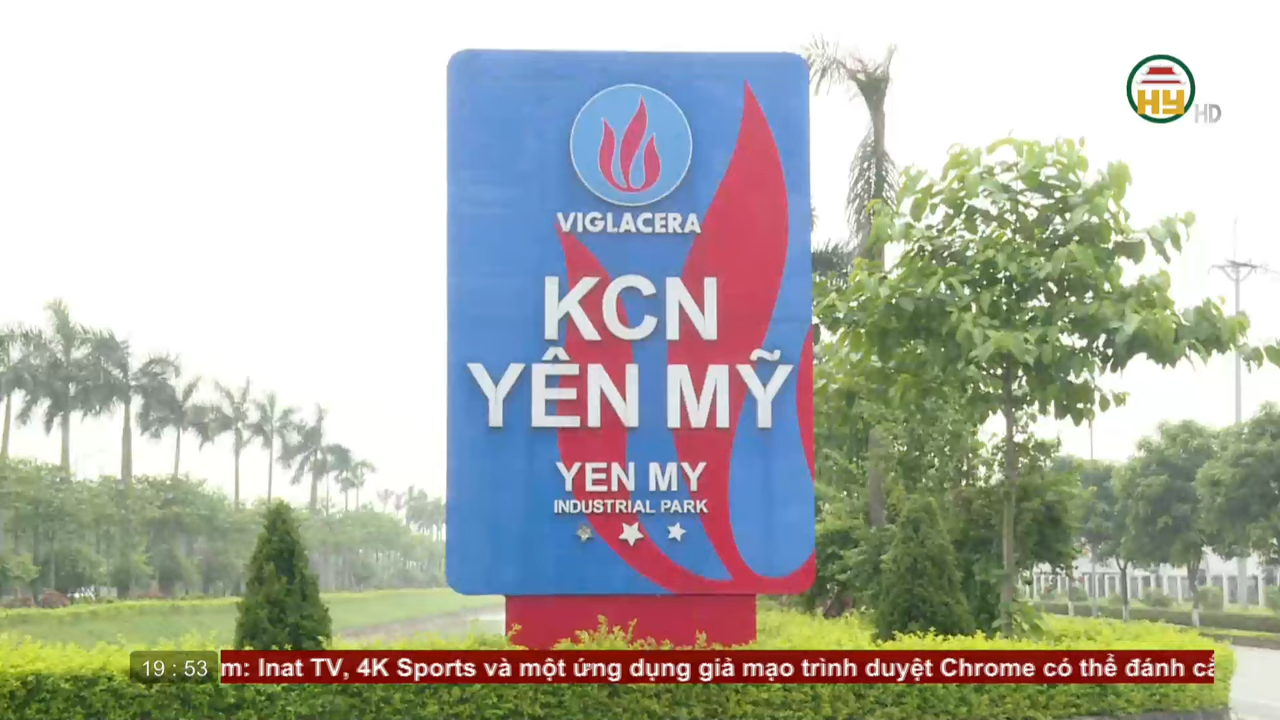 HY HD
VIGLACERA
KCN
YÊN MỸ
YEN MY
INDUSTRIAL PARK
19 : 53
m: Inat TV, 4K Sports và một ứng dụng giả mạo trình duyệt Chrome có thể đánh